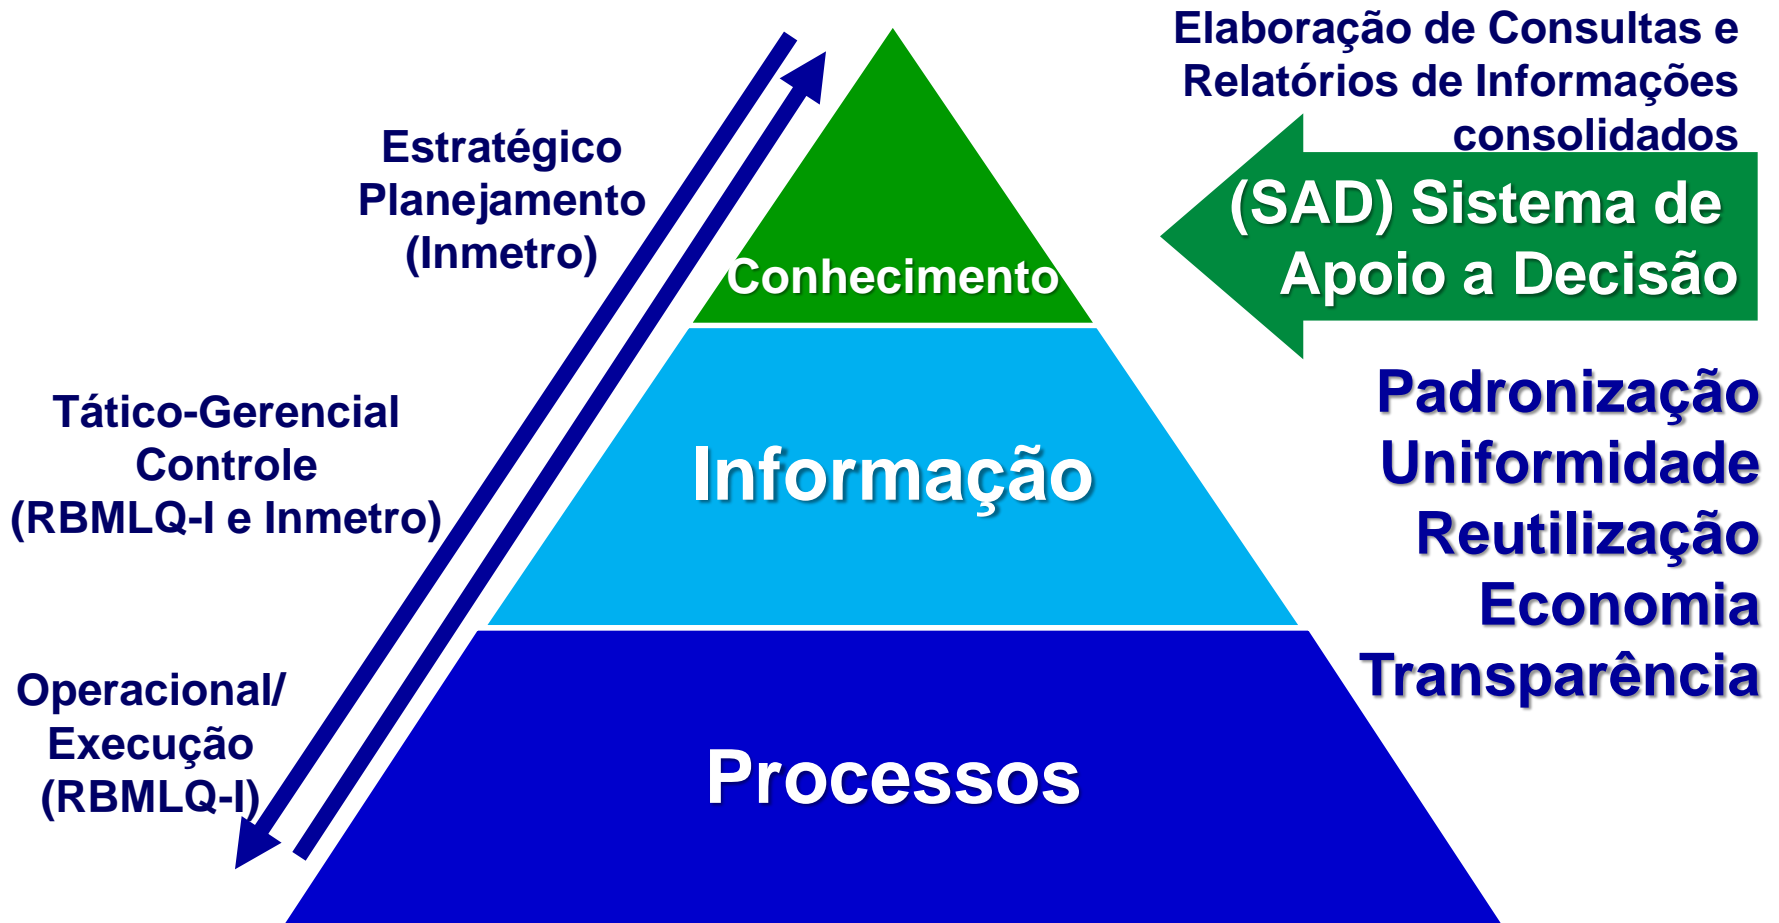 Elaboração de Consultas e
Relatórios de Informações
consolidados
(SAD) Sistema de
Apoio a Decisão
Estratégico
Planejamento
(Inmetro)
Conhecimento
Tático-Gerencial
Controle
(RBMLQ-I e Inmetro)
Informação
Padronização
Uniformidade
Reutilização
Economia
Transparência
Operacional/
Execução
(RBMLQ-I)
Processos